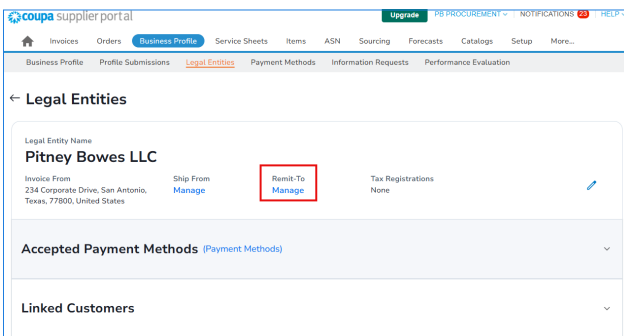 coupa supplier portal
Upgrade PB PROCUREMENT NOTIFICATIONS 23 HELP
Invoices Orders Business Profile Service Sheets Items ASN Sourcing Forecasts Catalogs Setup More...
Business Profile Profile Submissions Legal Entities Payment Methods Information Requests Performance Evaluation
Legal Entities
Legal Entity Name
Pitney Bowes LLC
Invoice From Ship From Remit-To Tax Registrations
234 Corporate Drive, San Antonio, Manage Manage None
Texas, 77800, United States
Accepted Payment Methods (Payment Methods)
Linked Customers